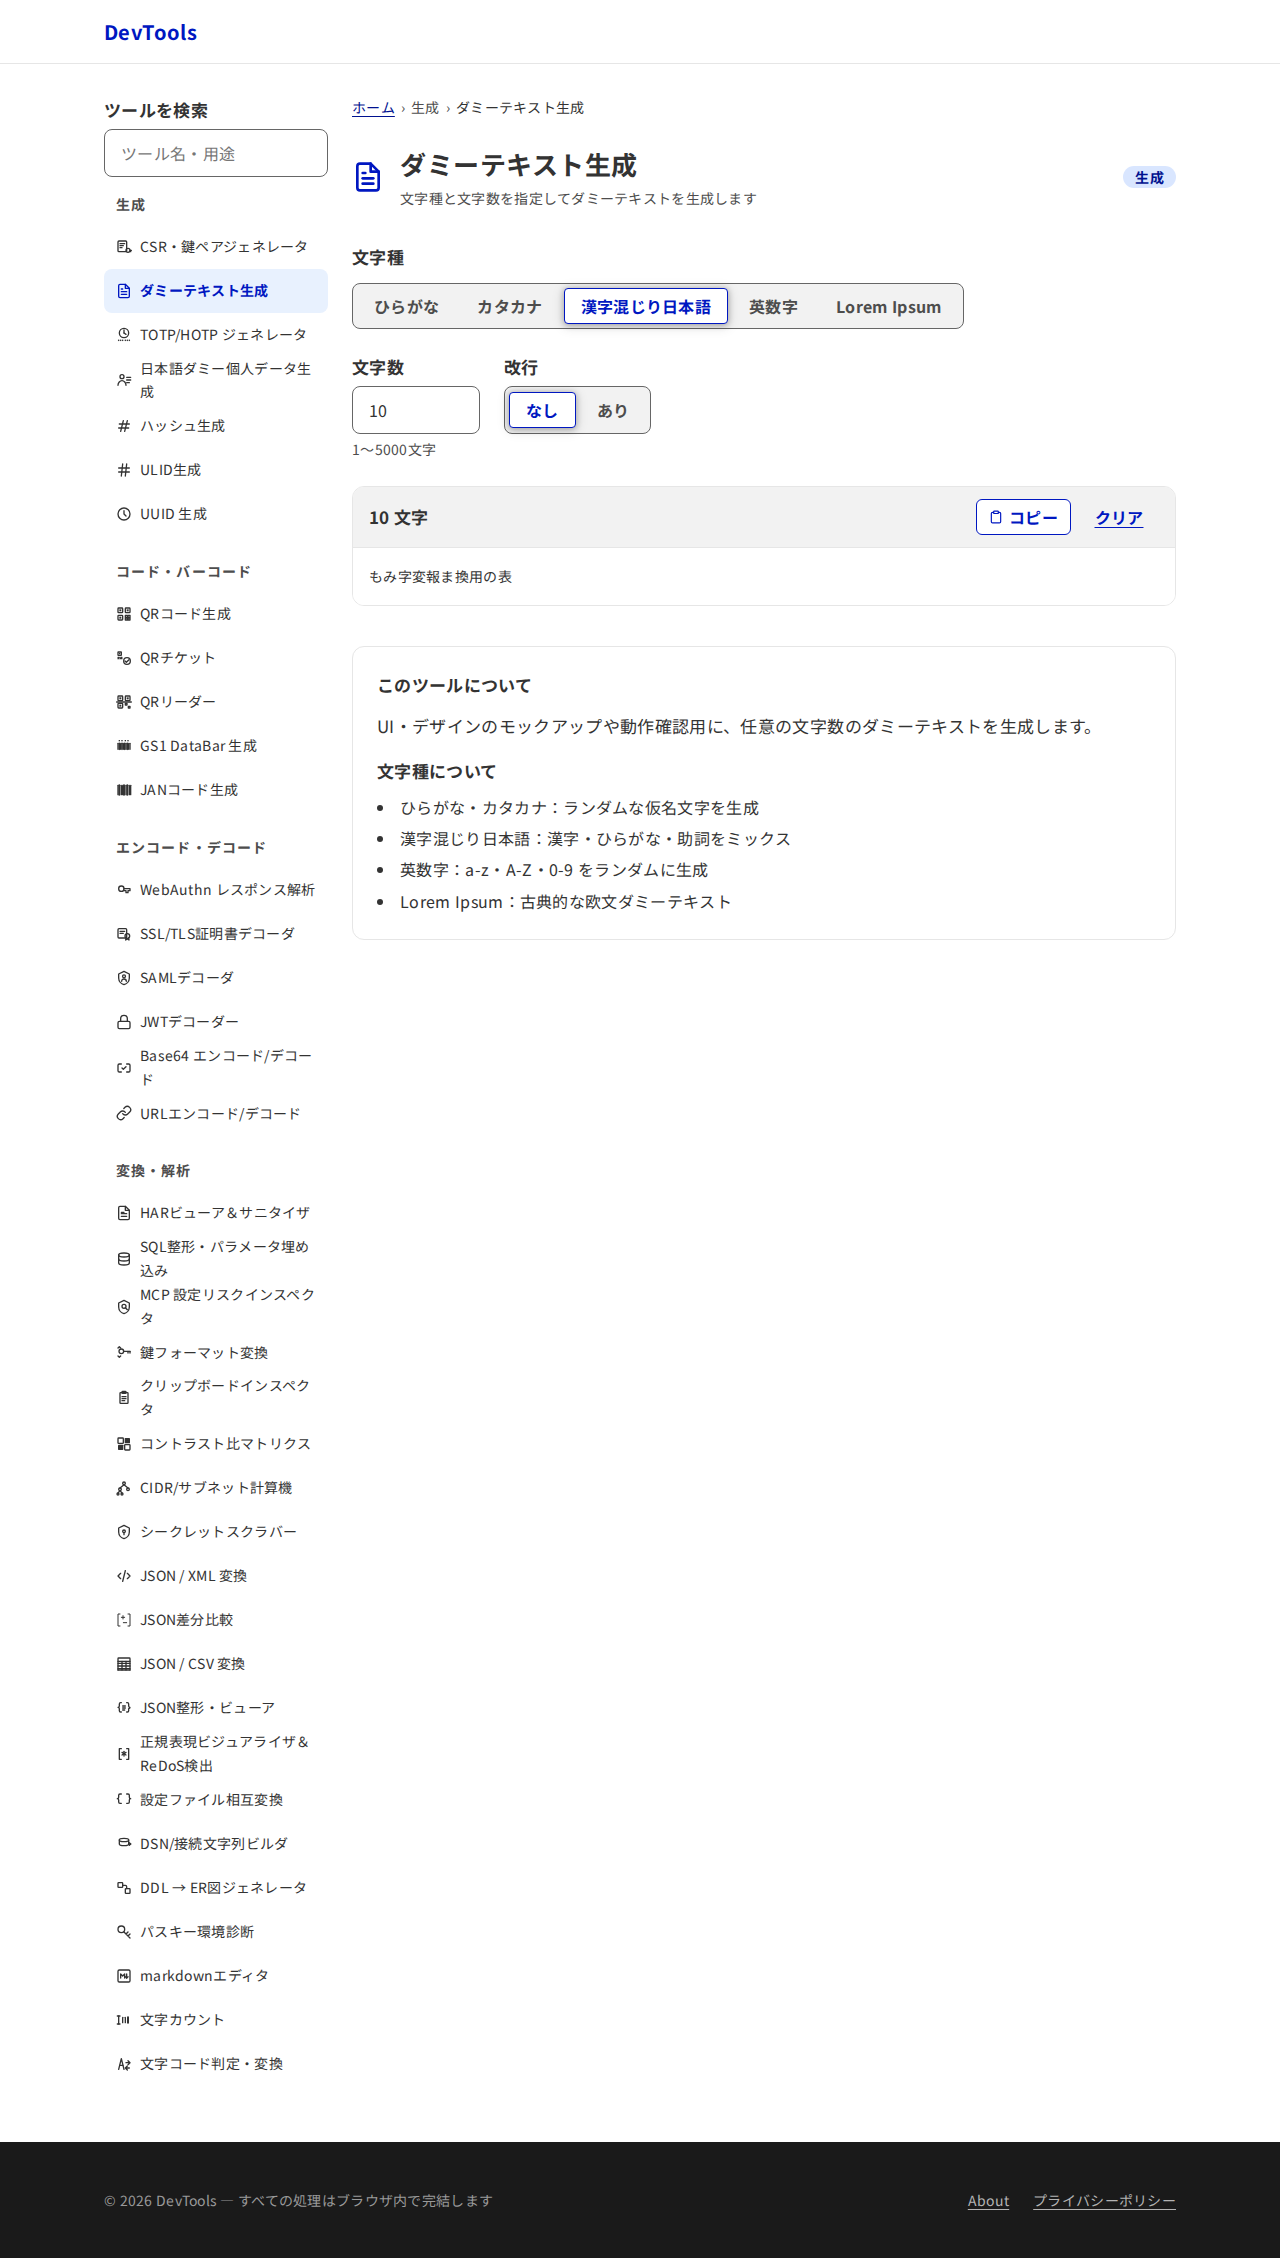 DevTools
ツールを検索
ツール名・用途
生成
CSR・鍵ペアジェネレータ
ダミーテキスト生成
TOTP/HOTP ジェネレータ
日本語ダミー個人データ生
成
ハッシュ生成
ULID生成
UUID 生成
コード・バーコード
QRコード生成
QRチケット
QRリーダー
GS1 DataBar 生成
JANコード生成
エンコード・デコード
WebAuthn レスポンス解析
SSL/TLS証明書デコーダ
SAMLデコーダ
JWTデコーダー
Base64 エンコード/デコー
ド
URLエンコード/デコード
変換・解析
HARビューア＆サニタイザ
SQL整形・パラメータ埋め
込み
MCP 設定リスクインスペク
タ
鍵フォーマット変換
クリップボードインスペク
タ
コントラスト比マトリクス
CIDR/サブネット計算機
シークレットスクラバー
JSON / XML 変換
JSON差分比較
JSON / CSV 変換
JSON整形・ビューア
正規表現ビジュアライザ＆
ReDoS検出
設定ファイル相互変換
DSN/接続文字列ビルダ
DDL → ER図ジェネレータ
パスキー環境診断
markdownエディタ
文字カウント
文字コード判定・変換
ホーム › 生成 › ダミーテキスト生成
ダミーテキスト生成
文字種と文字数を指定してダミーテキストを生成します
生成
文字種
ひらがな カタカナ 漢字混じり日本語 英数字 Lorem Ipsum
文字数 改行
10 なし あり
1〜5000文字
10 文字 コピー クリア
もみ字変報ま換用の表
このツールについて
UI・デザインのモックアップや動作確認用に、任意の文字数のダミーテキストを生成します。
文字種について
ひらがな・カタカナ：ランダムな仮名文字を生成
漢字混じり日本語：漢字・ひらがな・助詞をミックス
英数字：a-z・A-Z・0-9 をランダムに生成
Lorem Ipsum：古典的な欧文ダミーテキスト
© 2026 DevTools — すべての処理はブラウザ内で完結します
About プライバシーポリシー